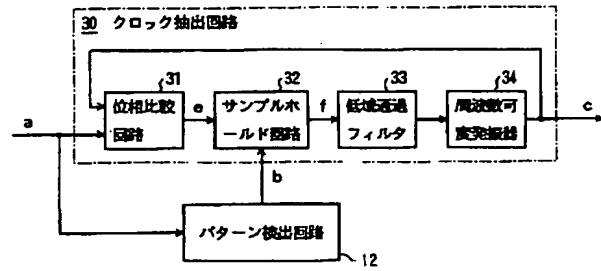 30 クロック抽出回路
31
32
33
34
位相比較
回路
サンプルホ
ールド回路
低域通過
フィルタ
周波数可
変発振器
a
e
f
c
b
パターン検出回路
12